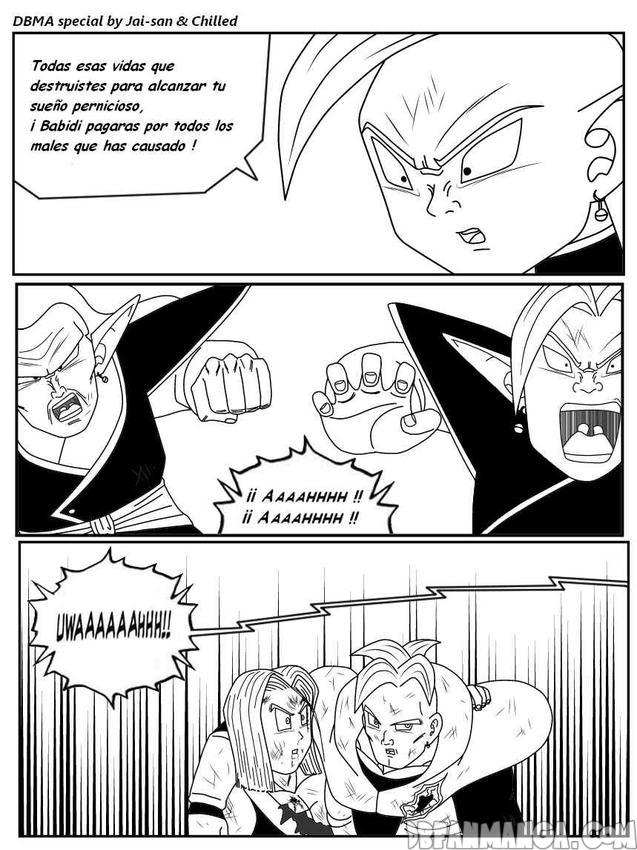 DBMA special by Jai-san & Chilled
Todas esas vidas que
destruistes para alcanzar tu
sueño pernicioso,
¡ Babidi pagaras por todos los
males que has causado !
¡¡ Aaaahhhh !!
¡¡ Aaaahhhh !!
UWAAAAAAHHH!!
DBFANMANGA.COM